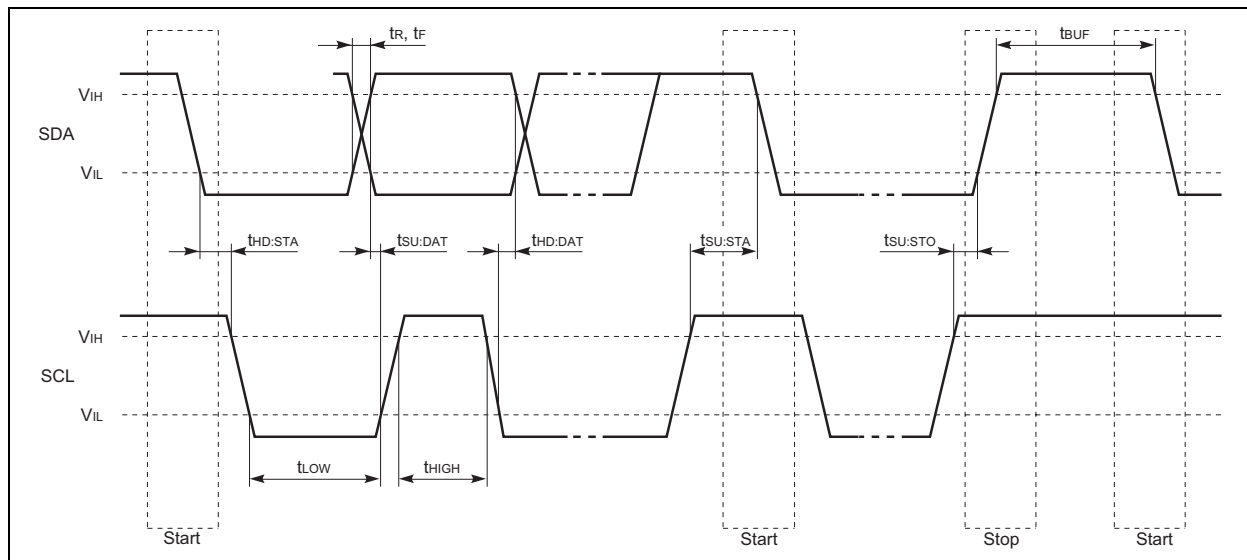 tR, tF
tBUF
VIH
SDA
VIL
tHD:STA
tSU:DAT
tHD:DAT
tSU:STA
tSU:STO
VIH
SCL
VIL
tLOW
tHIGH
Start
Start
Stop
Start